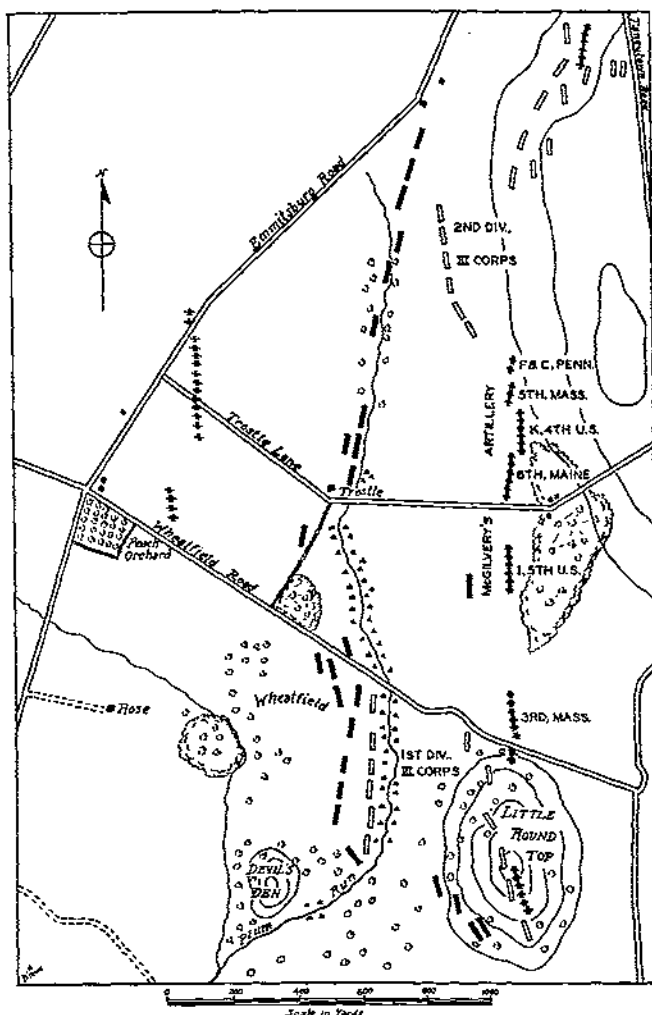 Emmitsburg Road
N
2ND DIV.,
III CORPS
F & C, PENN.
5TH, MASS.
K, 4TH U.S.
6TH, MAINE
ARTILLERY
McGILVERY'S
Trostle Lane
Trostle
Peach
Orchard
Wheatfield Road
I, 5TH U.S.
Wheatfield
Rose
3RD, MASS.
1ST DIV.,
III CORPS
LITTLE
ROUND
TOP
DEVIL'S
DEN
Plum Run
0 200 400 600 800 1000
Scale in Yards